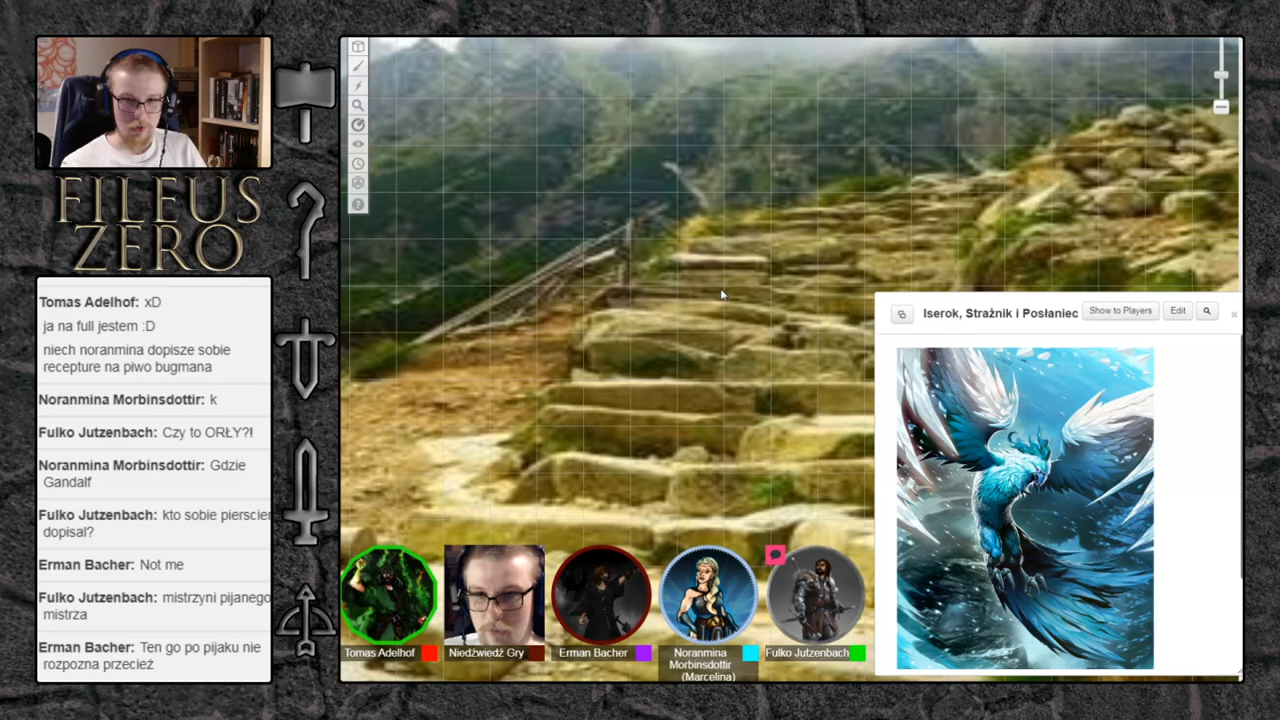 FILEUS
ZERO
Tomas Adelhof: xD
ja na full jestem :D
niech noranmina dopisze sobie
recepture na piwo bugmana
Noranmina Morbinsdottir: k
Fulko Jutzenbach: Czy to ORŁY?!
Noranmina Morbinsdottir: Gdzie
Gandalf
Fulko Jutzenbach: kto sobie pierscien
dopisal?
Erman Bacher: Not me
Fulko Jutzenbach: mistrzyni pijanego
mistrza
Erman Bacher: Ten go po pijaku nie
rozpozna przecież
Iserok, Strażnik i Posłaniec
Show to Players
Edit
Tomas Adelhof
Niedźwiedź Gry
Erman Bacher
Noranmina
Morbinsdottir
(Marcelina)
Fulko Jutzenbach